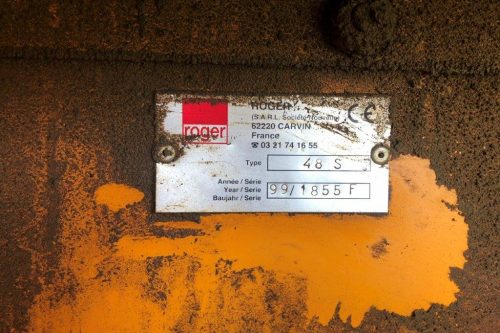 roger
ROGER
(S.A.R.L. Société Nouvelle)
62220 CARVIN
France
☎ 03 21 74 16 55
CE
Type 48 S
Année / Série
Year / Serie 99/1855 F
Baujahr / Serie